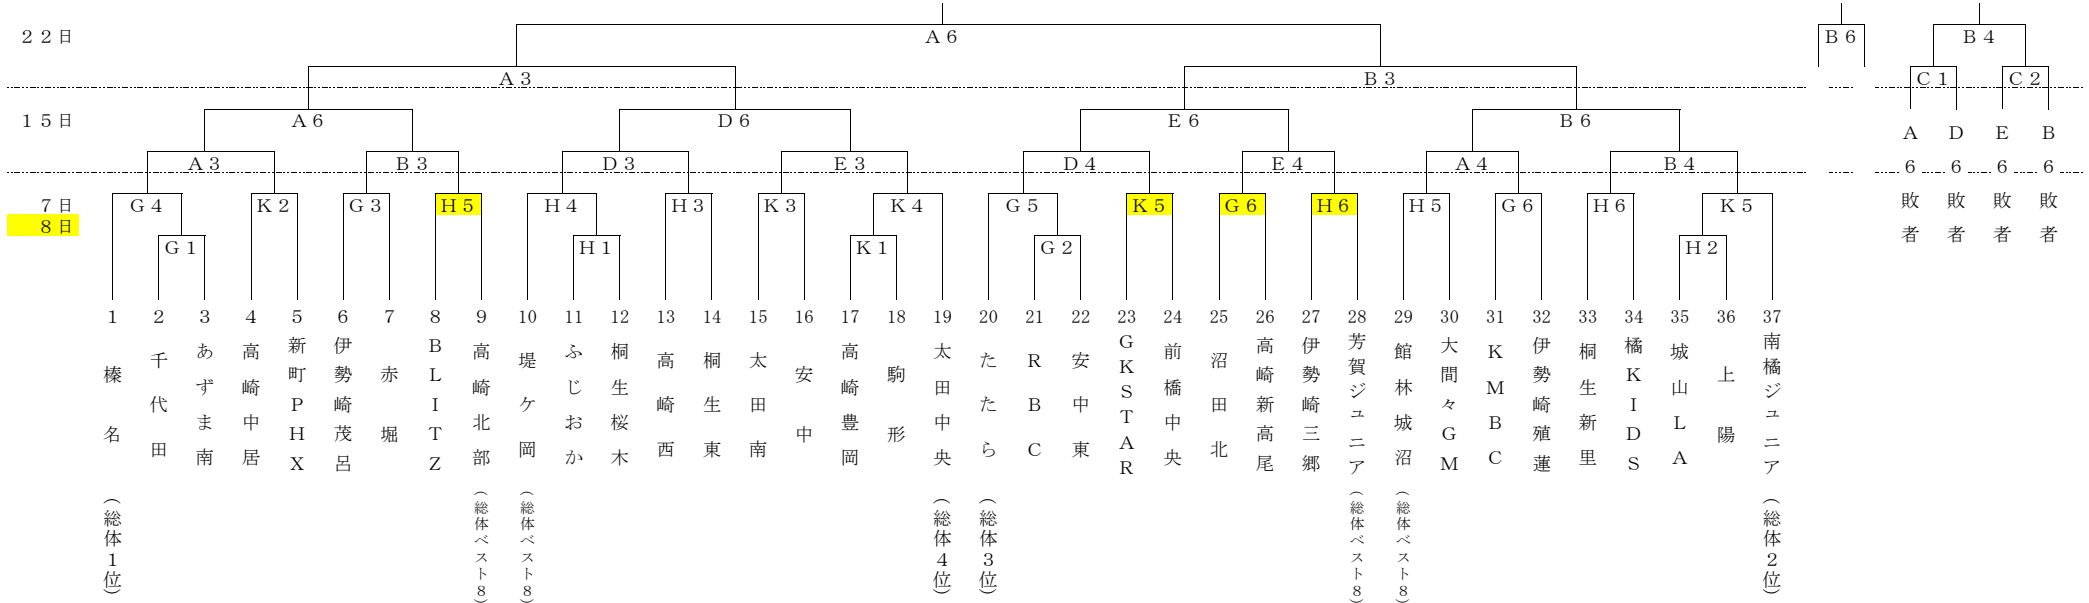 ２２日 Ａ６ Ｂ６ Ｂ４
Ａ３ Ｂ３ Ｃ１ Ｃ２
１５日 Ａ６ Ｄ６ Ｅ６ Ｂ６
Ａ３ Ｂ３ Ｄ３ Ｅ３ Ｄ４ Ｅ４ Ａ４ Ｂ４
７日 Ｇ４ Ｋ２ Ｇ３ Ｈ５ Ｈ４ Ｈ３ Ｋ３ Ｋ４ Ｇ５ Ｋ５ Ｇ６ Ｈ６ Ｈ５ Ｇ６ Ｈ６ Ｋ５
８日
Ｇ１ Ｈ１ Ｋ１ Ｇ２ Ｈ２
Ａ６敗者
Ｄ６敗者
Ｅ６敗者
Ｂ６敗者
１ 榛名（総体１位）
２ 千代田
３ あずま南
４ 高崎中居
５ 新町ＰＨＸ
６ 伊勢崎茂呂
７ 赤堀
８ ＢＬＩＴＺ
９ 高崎北部（総体ベスト８）
10 堤ケ岡（総体ベスト８）
11 ふじおか
12 桐生桜木
13 高崎西
14 桐生東
15 太田南
16 安中
17 高崎豊岡
18 駒形
19 太田中央（総体４位）
20 たたら（総体３位）
21 ＲＢＣ
22 安中東
23 ＧＫＳＴＡＲ
24 前橋中央
25 沼田北
26 高崎新高尾
27 伊勢崎三郷
28 芳賀ジュニア（総体ベスト８）
29 館林城沼（総体ベスト８）
30 大間々ＧＭ
31 ＫＭＢＣ
32 伊勢崎殖蓮
33 桐生新里
34 橘ＫＩＤＳ
35 城山ＬＡ
36 上陽
37 南橘ジュニア（総体２位）